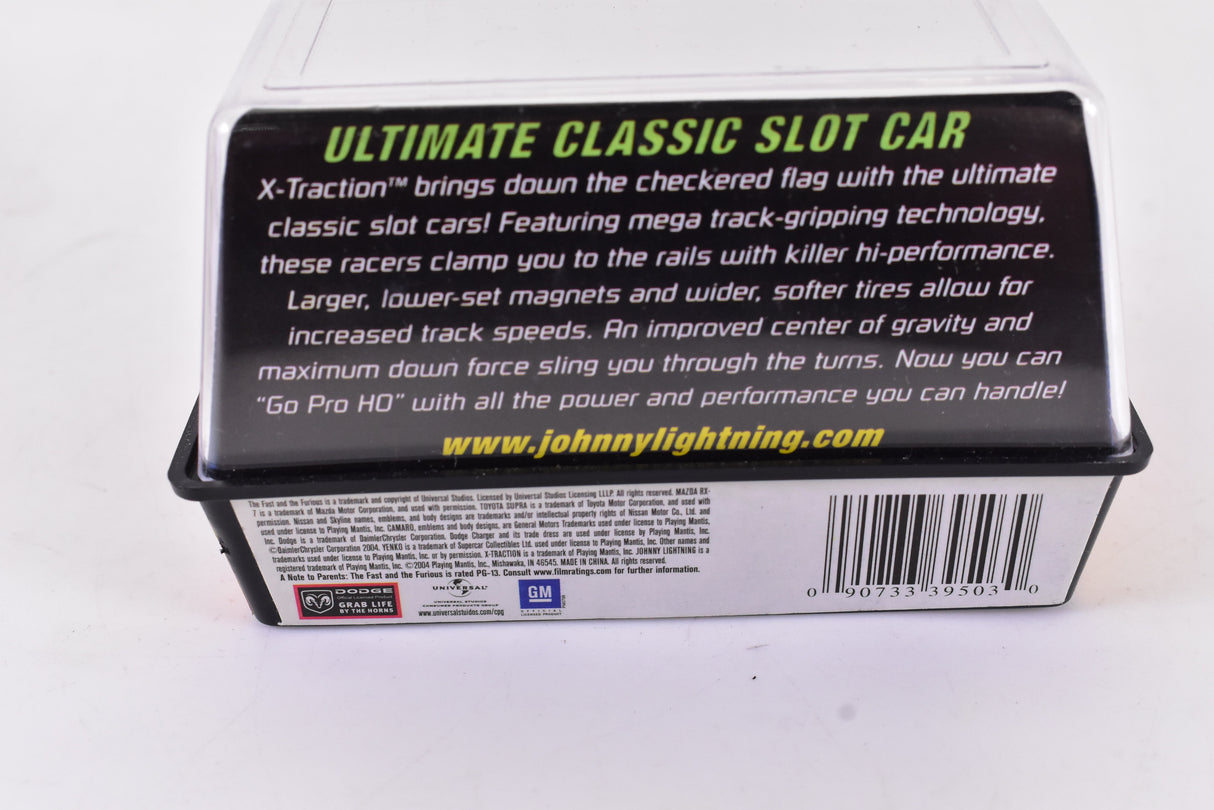 ULTIMATE CLASSIC SLOT CAR
X-Traction™ brings down the checkered flag with the ultimate
classic slot cars! Featuring mega track-gripping technology,
these racers clamp you to the rails with killer hi-performance.
Larger, lower-set magnets and wider, softer tires allow for
increased track speeds. An improved center of gravity and
maximum down force sling you through the turns. Now you can
"Go Pro HO" with all the power and performance you can handle!
www.johnnylightning.com
The Fast and the Furious is a trademark and copyright of Universal Studios. Licensed by Universal Studios Licensing LLLP. All rights reserved. MAZDA RX-
7 is a trademark of Mazda Motor Corporation, and used with permission. TOYOTA SUPRA is a trademark of Toyota Motor Corporation, and used with
permission. Nissan and Skyline names, emblems, and body designs are trademarks and/or intellectual property rights of Nissan Motor Co., Ltd. and
used under license to Playing Mantis, Inc. CAMARO, emblems and body designs, are General Motors Trademarks used under License to Playing Mantis,
Inc. Dodge is a trademark of DaimlerChrysler Corporation. Dodge Charger and its trade dress are used under license by Playing Mantis, Inc.
©DaimlerChrysler Corporation 2004. YENKO is a trademark of Supercar Collectibles Ltd. used under license to Playing Mantis, Inc. Other names and
trademarks used under license to Playing Mantis, Inc. or by permission. X-TRACTION is a trademark of Playing Mantis, Inc. JOHNNY LIGHTNING is a
registered trademark of Playing Mantis, Inc. ©2004 Playing Mantis, Inc., Mishawaka, IN 46545. MADE IN CHINA. All rights reserved.
A Note to Parents: The Fast and the Furious is rated PG-13. Consult www.filmratings.com for further information.
DODGE
Official Licensed Product
GRAB LIFE
BY THE HORNS
UNIVERSAL
UNIVERSAL STUDIOS
CONSUMER PRODUCTS GROUP
www.universalstuidos.com/cpg
GM
OFFICIAL
LICENSED PRODUCT
0 90733 39503 0